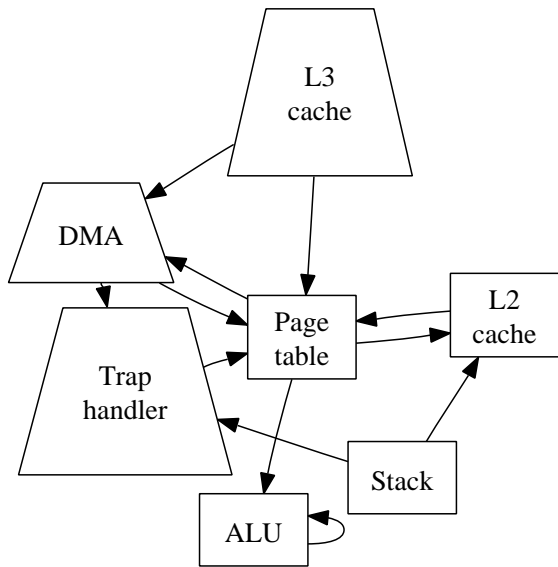 L3
cache
DMA
Page
table
L2
cache
Trap
handler
Stack
ALU